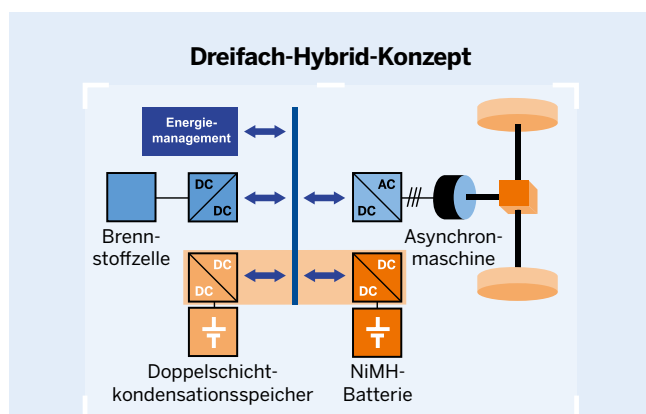 Dreifach-Hybrid-Konzept
Energie-
management
DC
DC
AC
DC
Brenn-
stoffzelle
Asynchron-
maschine
DC
DC
DC
DC
Doppelschicht-
kondensationsspeicher
NiMH-
Batterie